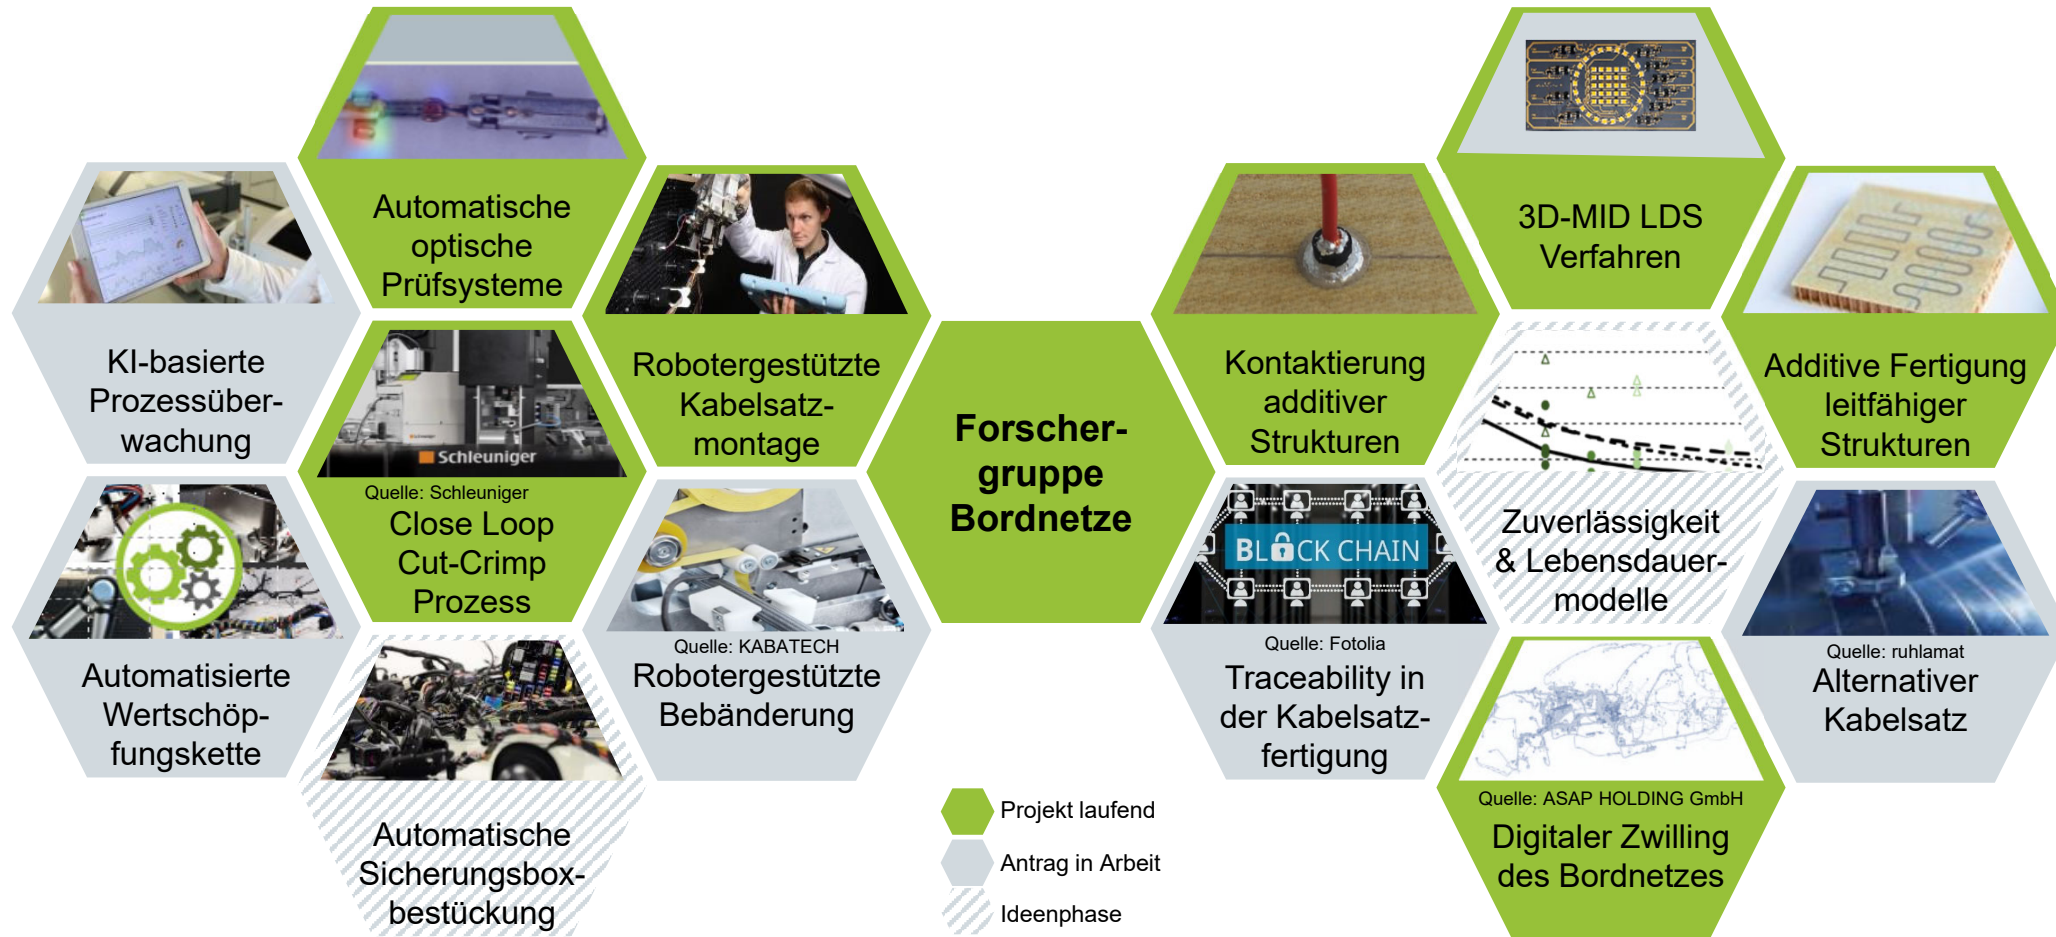 Automatische
optische
Prüfsysteme
KI-basierte
Prozessüber-
wachung
Robotergestützte
Kabelsatz-
montage
Schleuniger
Quelle: Schleuniger
Close Loop
Cut-Crimp
Prozess
Automatisierte
Wertschöp-
fungskette
Quelle: KABATECH
Robotergestützte
Bebänderung
Automatische
Sicherungsbox-
bestückung
Forscher-
gruppe
Bordnetze
3D-MID LDS
Verfahren
Kontaktierung
additiver
Strukturen
Additive Fertigung
leitfähiger
Strukturen
Zuverlässigkeit
& Lebensdauer-
modelle
BLOCK CHAIN
Quelle: Fotolia
Traceability in
der Kabelsatz-
fertigung
Quelle: ruhlamat
Alternativer
Kabelsatz
Quelle: ASAP HOLDING GmbH
Digitaler Zwilling
des Bordnetzes
Projekt laufend
Antrag in Arbeit
Ideenphase